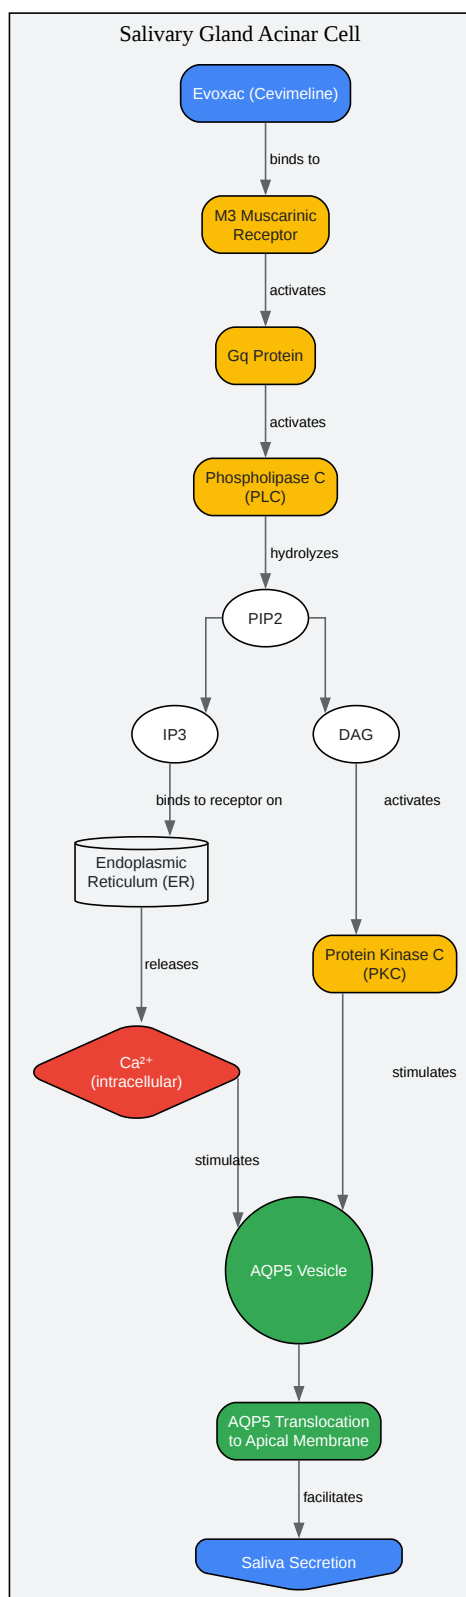 Salivary Gland Acinar Cell
Evoxac (Cevimeline)
binds to
M3 Muscarinic
Receptor
activates
Gq Protein
activates
Phospholipase C
(PLC)
hydrolyzes
PIP2
IP3
DAG
binds to receptor on
activates
Endoplasmic
Reticulum (ER)
Protein Kinase C
(PKC)
releases
Ca²⁺
(intracellular)
stimulates
stimulates
AQP5 Vesicle
AQP5 Translocation
to Apical Membrane
facilitates
Saliva Secretion